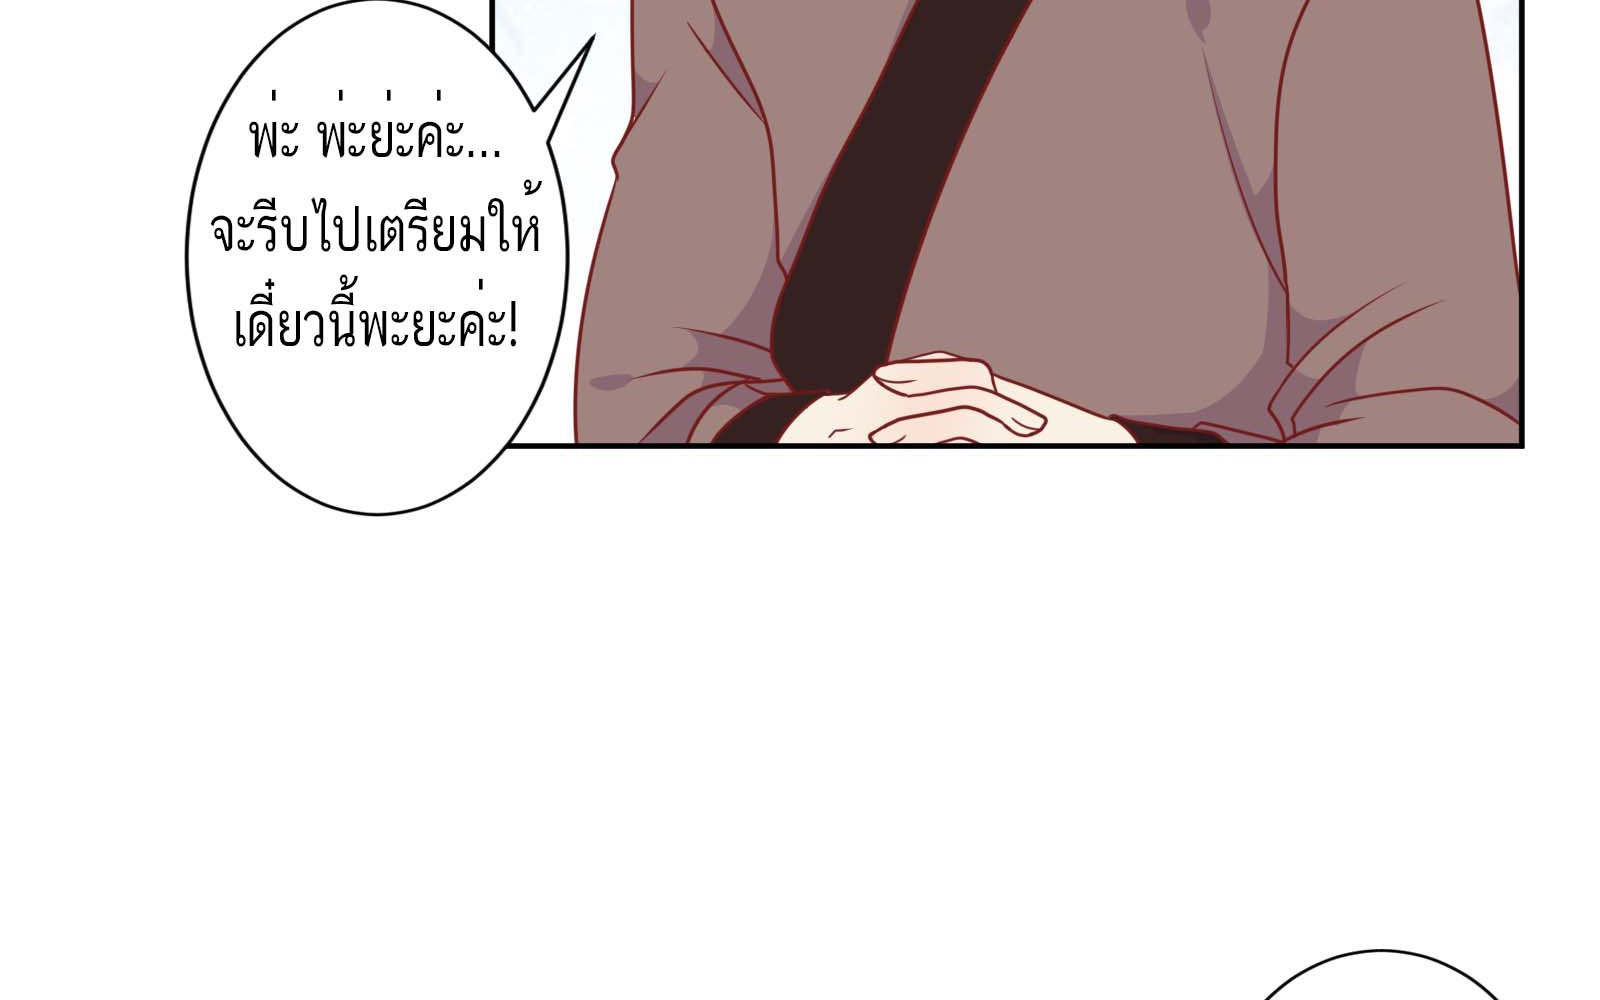 พ่ะ พ่ะย่ะค่ะ...
จะรีบไปเตรียมให้
เดี๋ยวนี้พะยะค่ะ!